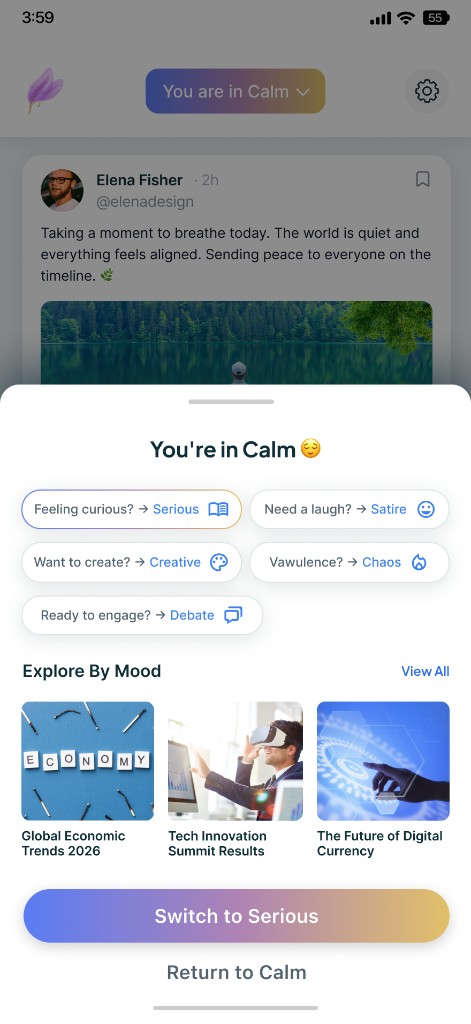 3:59
55
You are in Calm
Elena Fisher · 2h
@elenadesign
Taking a moment to breathe today. The world is quiet and
everything feels aligned. Sending peace to everyone on the
timeline. 🌿
You're in Calm 😌
Feeling curious? → Serious
Need a laugh? → Satire
Want to create? → Creative
Vawulence? → Chaos
Ready to engage? → Debate
Explore By Mood
View All
ECONOMY
Global Economic
Trends 2026
Tech Innovation
Summit Results
The Future of Digital
Currency
Switch to Serious
Return to Calm